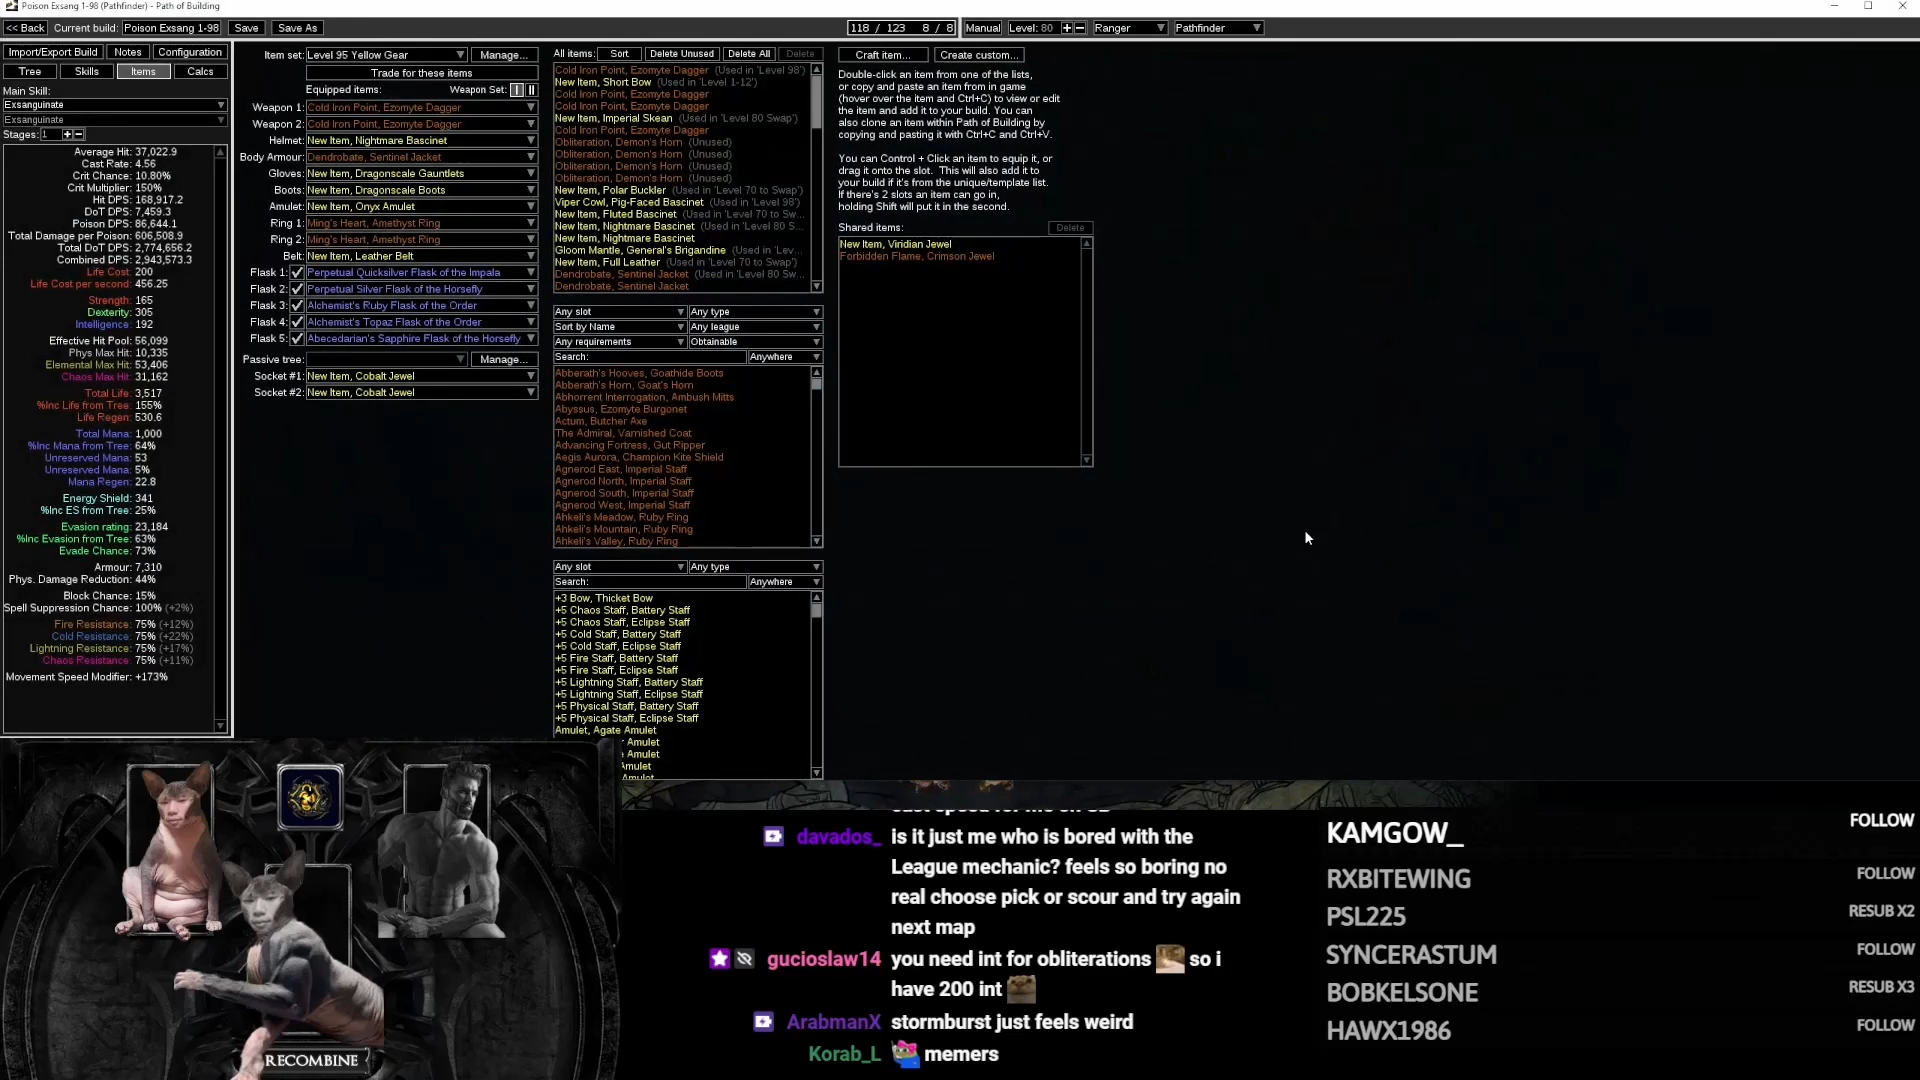 Poison Exsang 1-98 (Pathfinder) - Path of Building
<< Back Current build: Poison Exsang 1-98 Save Save As 118 / 123 8 / 8 Manual Level: 80 + - Ranger Pathfinder
Import/Export Build Notes Configuration
Tree Skills Items Calcs
Main Skill:
Exsanguinate
Exsanguinate
Stages: 1 + -
Average Hit: 37,022.9
Cast Rate: 4.56
Crit Chance: 10.80%
Crit Multiplier: 150%
Hit DPS: 168,917.2
DoT DPS: 7,459.3
Poison DPS: 86,644.1
Total Damage per Poison: 606,508.9
Total DoT DPS: 2,774,656.2
Combined DPS: 2,943,573.3
Life Cost: 200
Life Cost per second: 456.25
Strength: 165
Dexterity: 305
Intelligence: 192
Effective Hit Pool: 56,099
Phys Max Hit: 10,335
Elemental Max Hit: 53,406
Chaos Max Hit: 31,162
Total Life: 3,517
%Inc Life from Tree: 155%
Life Regen: 530.6
Total Mana: 1,000
%Inc Mana from Tree: 64%
Unreserved Mana: 53
Unreserved Mana: 5%
Mana Regen: 22.8
Energy Shield: 341
%Inc ES from Tree: 25%
Evasion rating: 23,184
%Inc Evasion from Tree: 63%
Evade Chance: 73%
Armour: 7,310
Phys. Damage Reduction: 44%
Block Chance: 15%
Spell Suppression Chance: 100% (+2%)
Fire Resistance: 75% (+12%)
Cold Resistance: 75% (+22%)
Lightning Resistance: 75% (+17%)
Chaos Resistance: 75% (+11%)
Movement Speed Modifier: +173%
Item set: Level 95 Yellow Gear Manage...
Trade for these items
Equipped items: Weapon Set: I II
Weapon 1: Cold Iron Point, Ezomyte Dagger
Weapon 2: Cold Iron Point, Ezomyte Dagger
Helmet: New Item, Nightmare Bascinet
Body Armour: Dendrobate, Sentinel Jacket
Gloves: New Item, Dragonscale Gauntlets
Boots: New Item, Dragonscale Boots
Amulet: New Item, Onyx Amulet
Ring 1: Ming's Heart, Amethyst Ring
Ring 2: Ming's Heart, Amethyst Ring
Belt: New Item, Leather Belt
Flask 1: Perpetual Quicksilver Flask of the Impala
Flask 2: Perpetual Silver Flask of the Horsefly
Flask 3: Alchemist's Ruby Flask of the Order
Flask 4: Alchemist's Topaz Flask of the Order
Flask 5: Abecedarian's Sapphire Flask of the Horsefly
Passive tree: Manage...
Socket #1: New Item, Cobalt Jewel
Socket #2: New Item, Cobalt Jewel
All items: Sort Delete Unused Delete All Delete
Cold Iron Point, Ezomyte Dagger (Used in 'Level 98')
New Item, Short Bow (Used in 'Level 1-12')
Cold Iron Point, Ezomyte Dagger
Cold Iron Point, Ezomyte Dagger
New Item, Imperial Skean (Used in 'Level 80 Swap')
Cold Iron Point, Ezomyte Dagger
Obliteration, Demon's Horn (Unused)
Obliteration, Demon's Horn (Unused)
Obliteration, Demon's Horn (Unused)
Obliteration, Demon's Horn (Unused)
New Item, Polar Buckler (Used in 'Level 70 to Swap')
Viper Cowl, Pig-Faced Bascinet (Used in 'Level 98')
New Item, Fluted Bascinet (Used in 'Level 70 to Sw...
New Item, Nightmare Bascinet (Used in 'Level 80 S...
New Item, Nightmare Bascinet
Gloom Mantle, General's Brigandine (Used in 'Lev...
New Item, Full Leather (Used in 'Level 70 to Swap')
Dendrobate, Sentinel Jacket (Used in 'Level 80 Sw...
Dendrobate, Sentinel Jacket
Any slot Any type
Sort by Name Any league
Any requirements Obtainable
Search: Anywhere
Abberath's Hooves, Goathide Boots
Abberath's Horn, Goat's Horn
Abhorrent Interrogation, Ambush Mitts
Abyssus, Ezomyte Burgonet
Actum, Butcher Axe
The Admiral, Varnished Coat
Advancing Fortress, Gut Ripper
Aegis Aurora, Champion Kite Shield
Agnerod East, Imperial Staff
Agnerod North, Imperial Staff
Agnerod South, Imperial Staff
Agnerod West, Imperial Staff
Ahkeli's Meadow, Ruby Ring
Ahkeli's Mountain, Ruby Ring
Ahkeli's Valley, Ruby Ring
Any slot Any type
Search: Anywhere
+3 Bow, Thicket Bow
+5 Chaos Staff, Battery Staff
+5 Chaos Staff, Eclipse Staff
+5 Cold Staff, Battery Staff
+5 Cold Staff, Eclipse Staff
+5 Fire Staff, Battery Staff
+5 Fire Staff, Eclipse Staff
+5 Lightning Staff, Battery Staff
+5 Lightning Staff, Eclipse Staff
+5 Physical Staff, Battery Staff
+5 Physical Staff, Eclipse Staff
Amulet, Agate Amulet
Amulet
Amulet
Amulet
Amulet
Craft item... Create custom...
Double-click an item from one of the lists,
or copy and paste an item from in game
(hover over the item and Ctrl+C) to view or edit
the item and add it to your build. You can
also clone an item within Path of Building by
copying and pasting it with Ctrl+C and Ctrl+V.
You can Control + Click an item to equip it, or
drag it onto the slot. This will also add it to
your build if it's from the unique/template list.
If there's 2 slots an item can go in,
holding Shift will put it in the second.
Shared items: Delete
New Item, Viridian Jewel
Forbidden Flame, Crimson Jewel
RECOMBINE
davados_ is it just me who is bored with the
League mechanic? feels so boring no
real choose pick or scour and try again
next map
gucioslaw14 you need int for obliterations so i
have 200 int
ArabmanX stormburst just feels weird
Korab_L memers
KAMGOW_ FOLLOW
RXBITEWING FOLLOW
PSL225 RESUB X2
SYNCERASTUM FOLLOW
BOBKELSONE RESUB X3
HAWX1986 FOLLOW